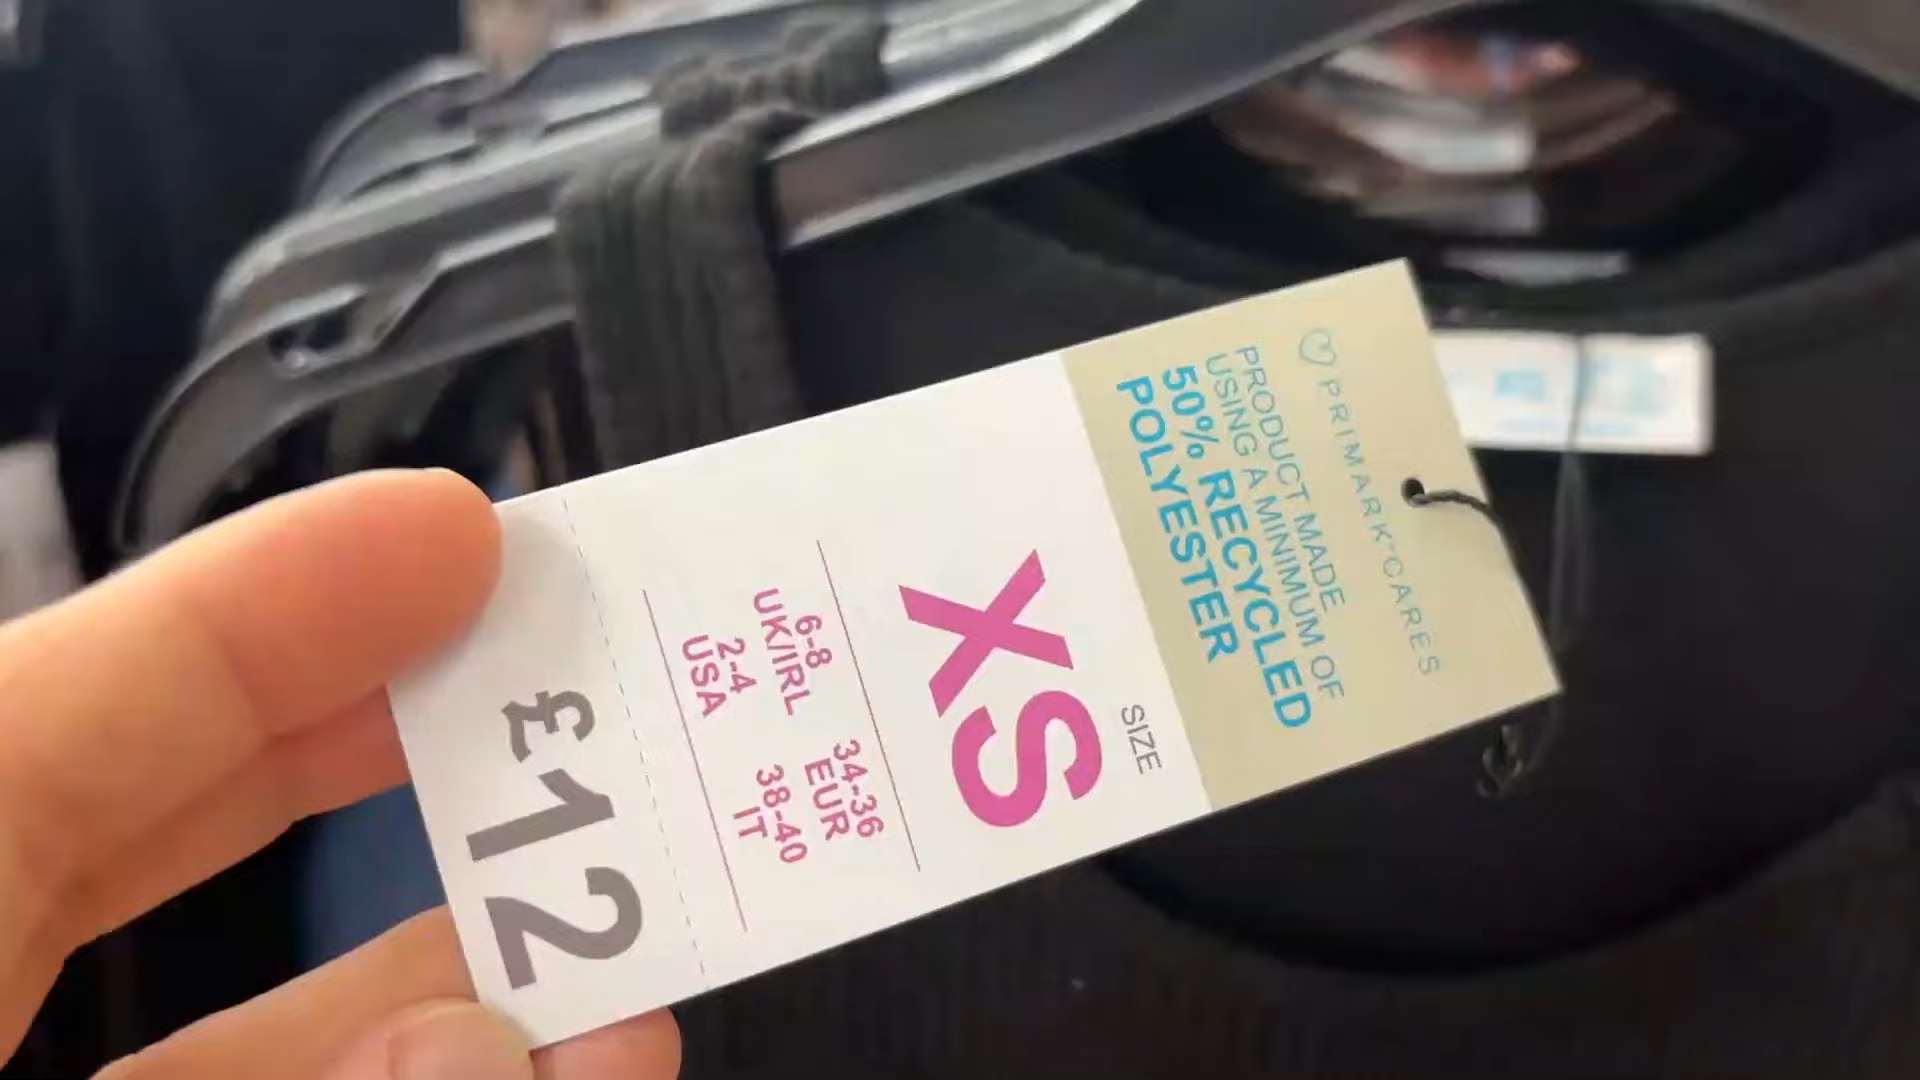 PRIMARK CARES
PRODUCT MADE
USING A MINIMUM OF
50% RECYCLED
POLYESTER
SIZE
XS
6-8 34-36
UK/IRL EUR
2-4 38-40
USA IT
£12